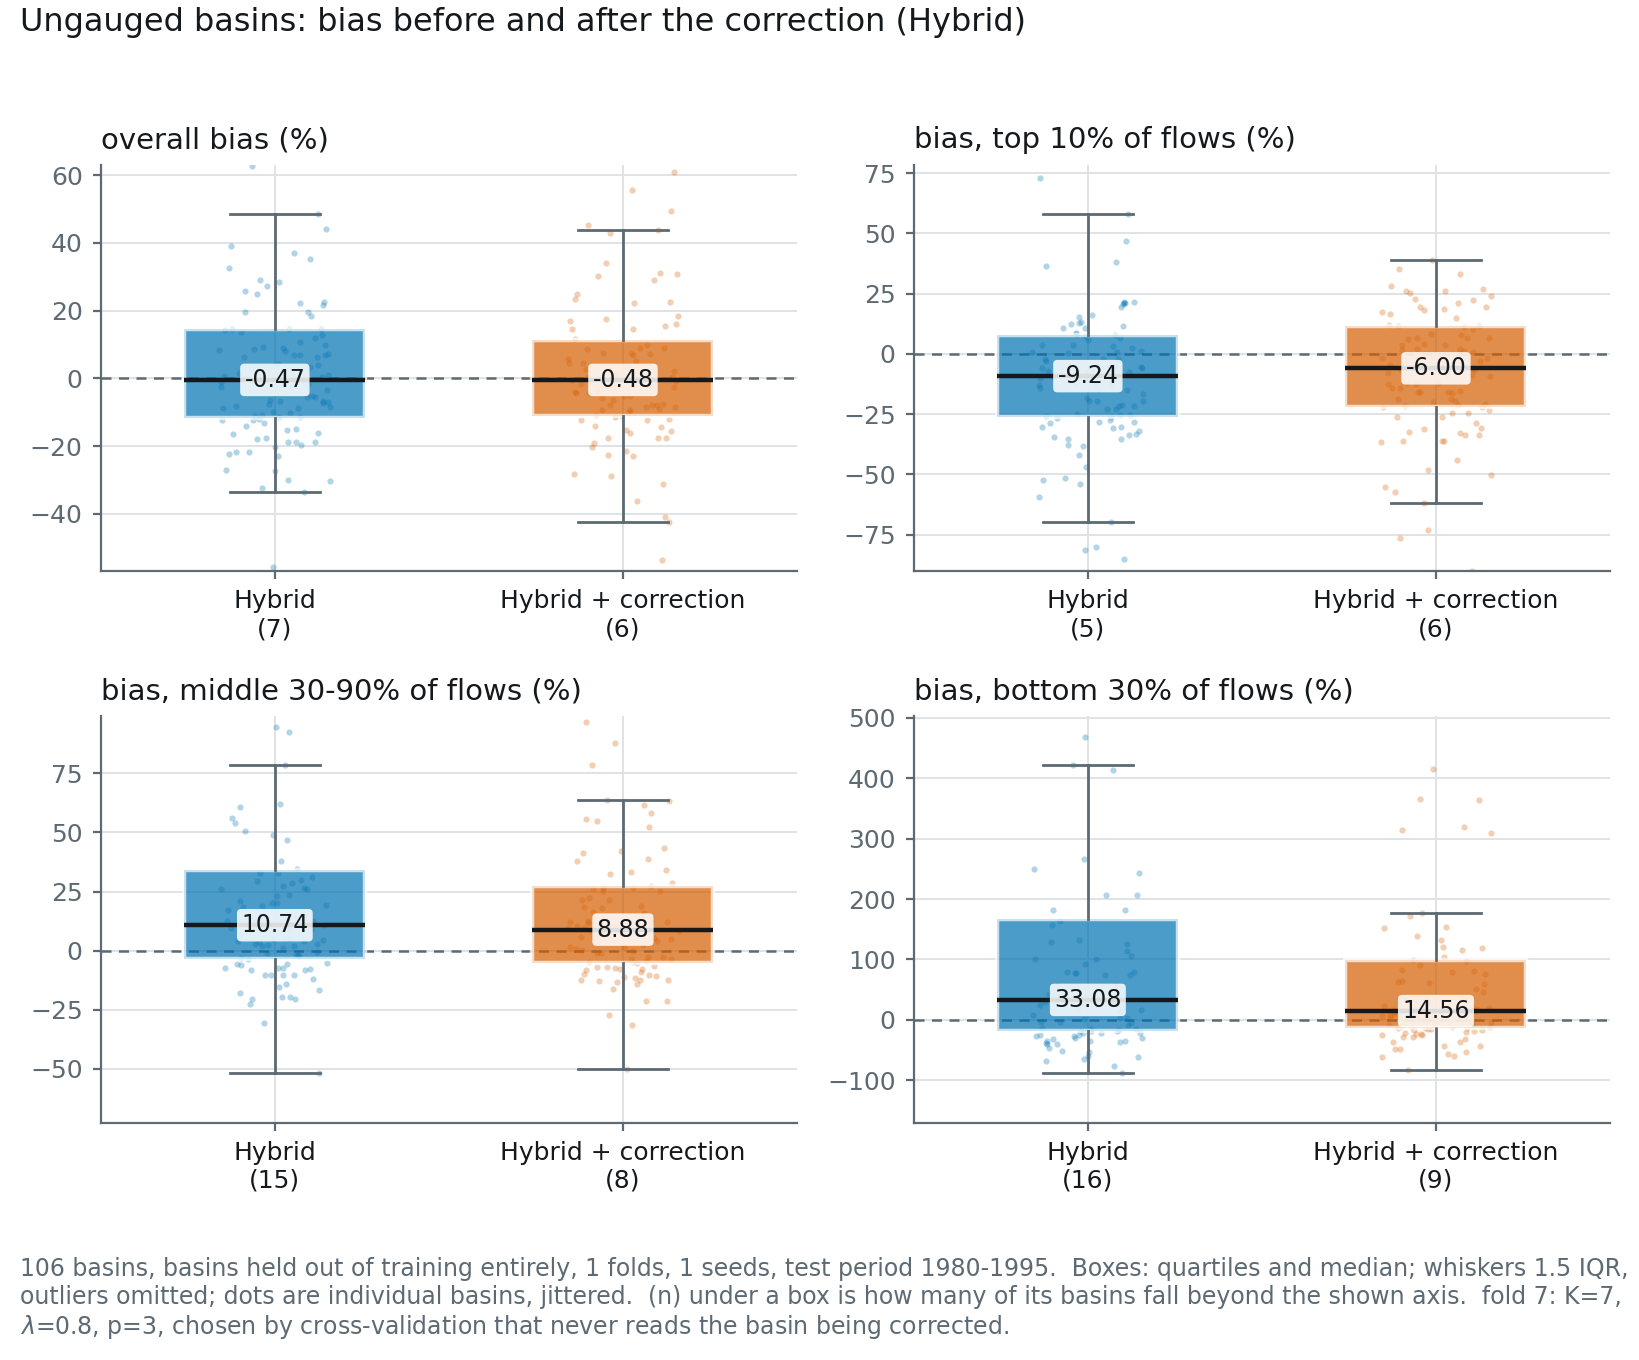 Ungauged basins: bias before and after the correction (Hybrid)
overall bias (%)
60
40
20
0
−20
−40
-0.47
-0.48
Hybrid
(7)
Hybrid + correction
(6)
bias, top 10% of flows (%)
75
50
25
0
−25
−50
−75
-9.24
-6.00
Hybrid
(5)
Hybrid + correction
(6)
bias, middle 30-90% of flows (%)
75
50
25
0
−25
−50
10.74
8.88
Hybrid
(15)
Hybrid + correction
(8)
bias, bottom 30% of flows (%)
500
400
300
200
100
0
−100
33.08
14.56
Hybrid
(16)
Hybrid + correction
(9)
106 basins, basins held out of training entirely, 1 folds, 1 seeds, test period 1980-1995.  Boxes: quartiles and median; whiskers 1.5 IQR,
outliers omitted; dots are individual basins, jittered.  (n) under a box is how many of its basins fall beyond the shown axis.  fold 7: K=7,
λ=0.8, p=3, chosen by cross-validation that never reads the basin being corrected.